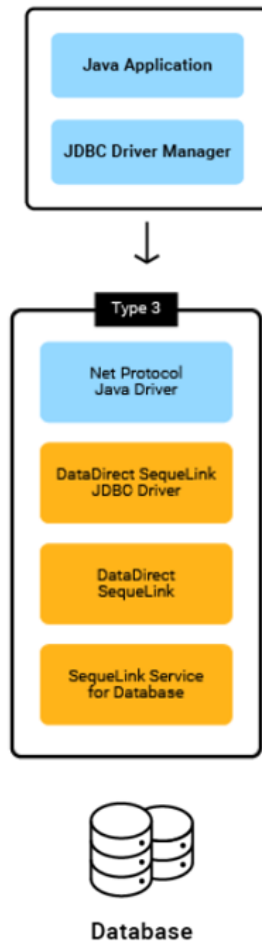 Java Application
JDBC Driver Manager
Type 3
Net Protocol
Java Driver
DataDirect SequeLink
JDBC Driver
DataDirect
SequeLink
SequeLink Service
for Database
Database